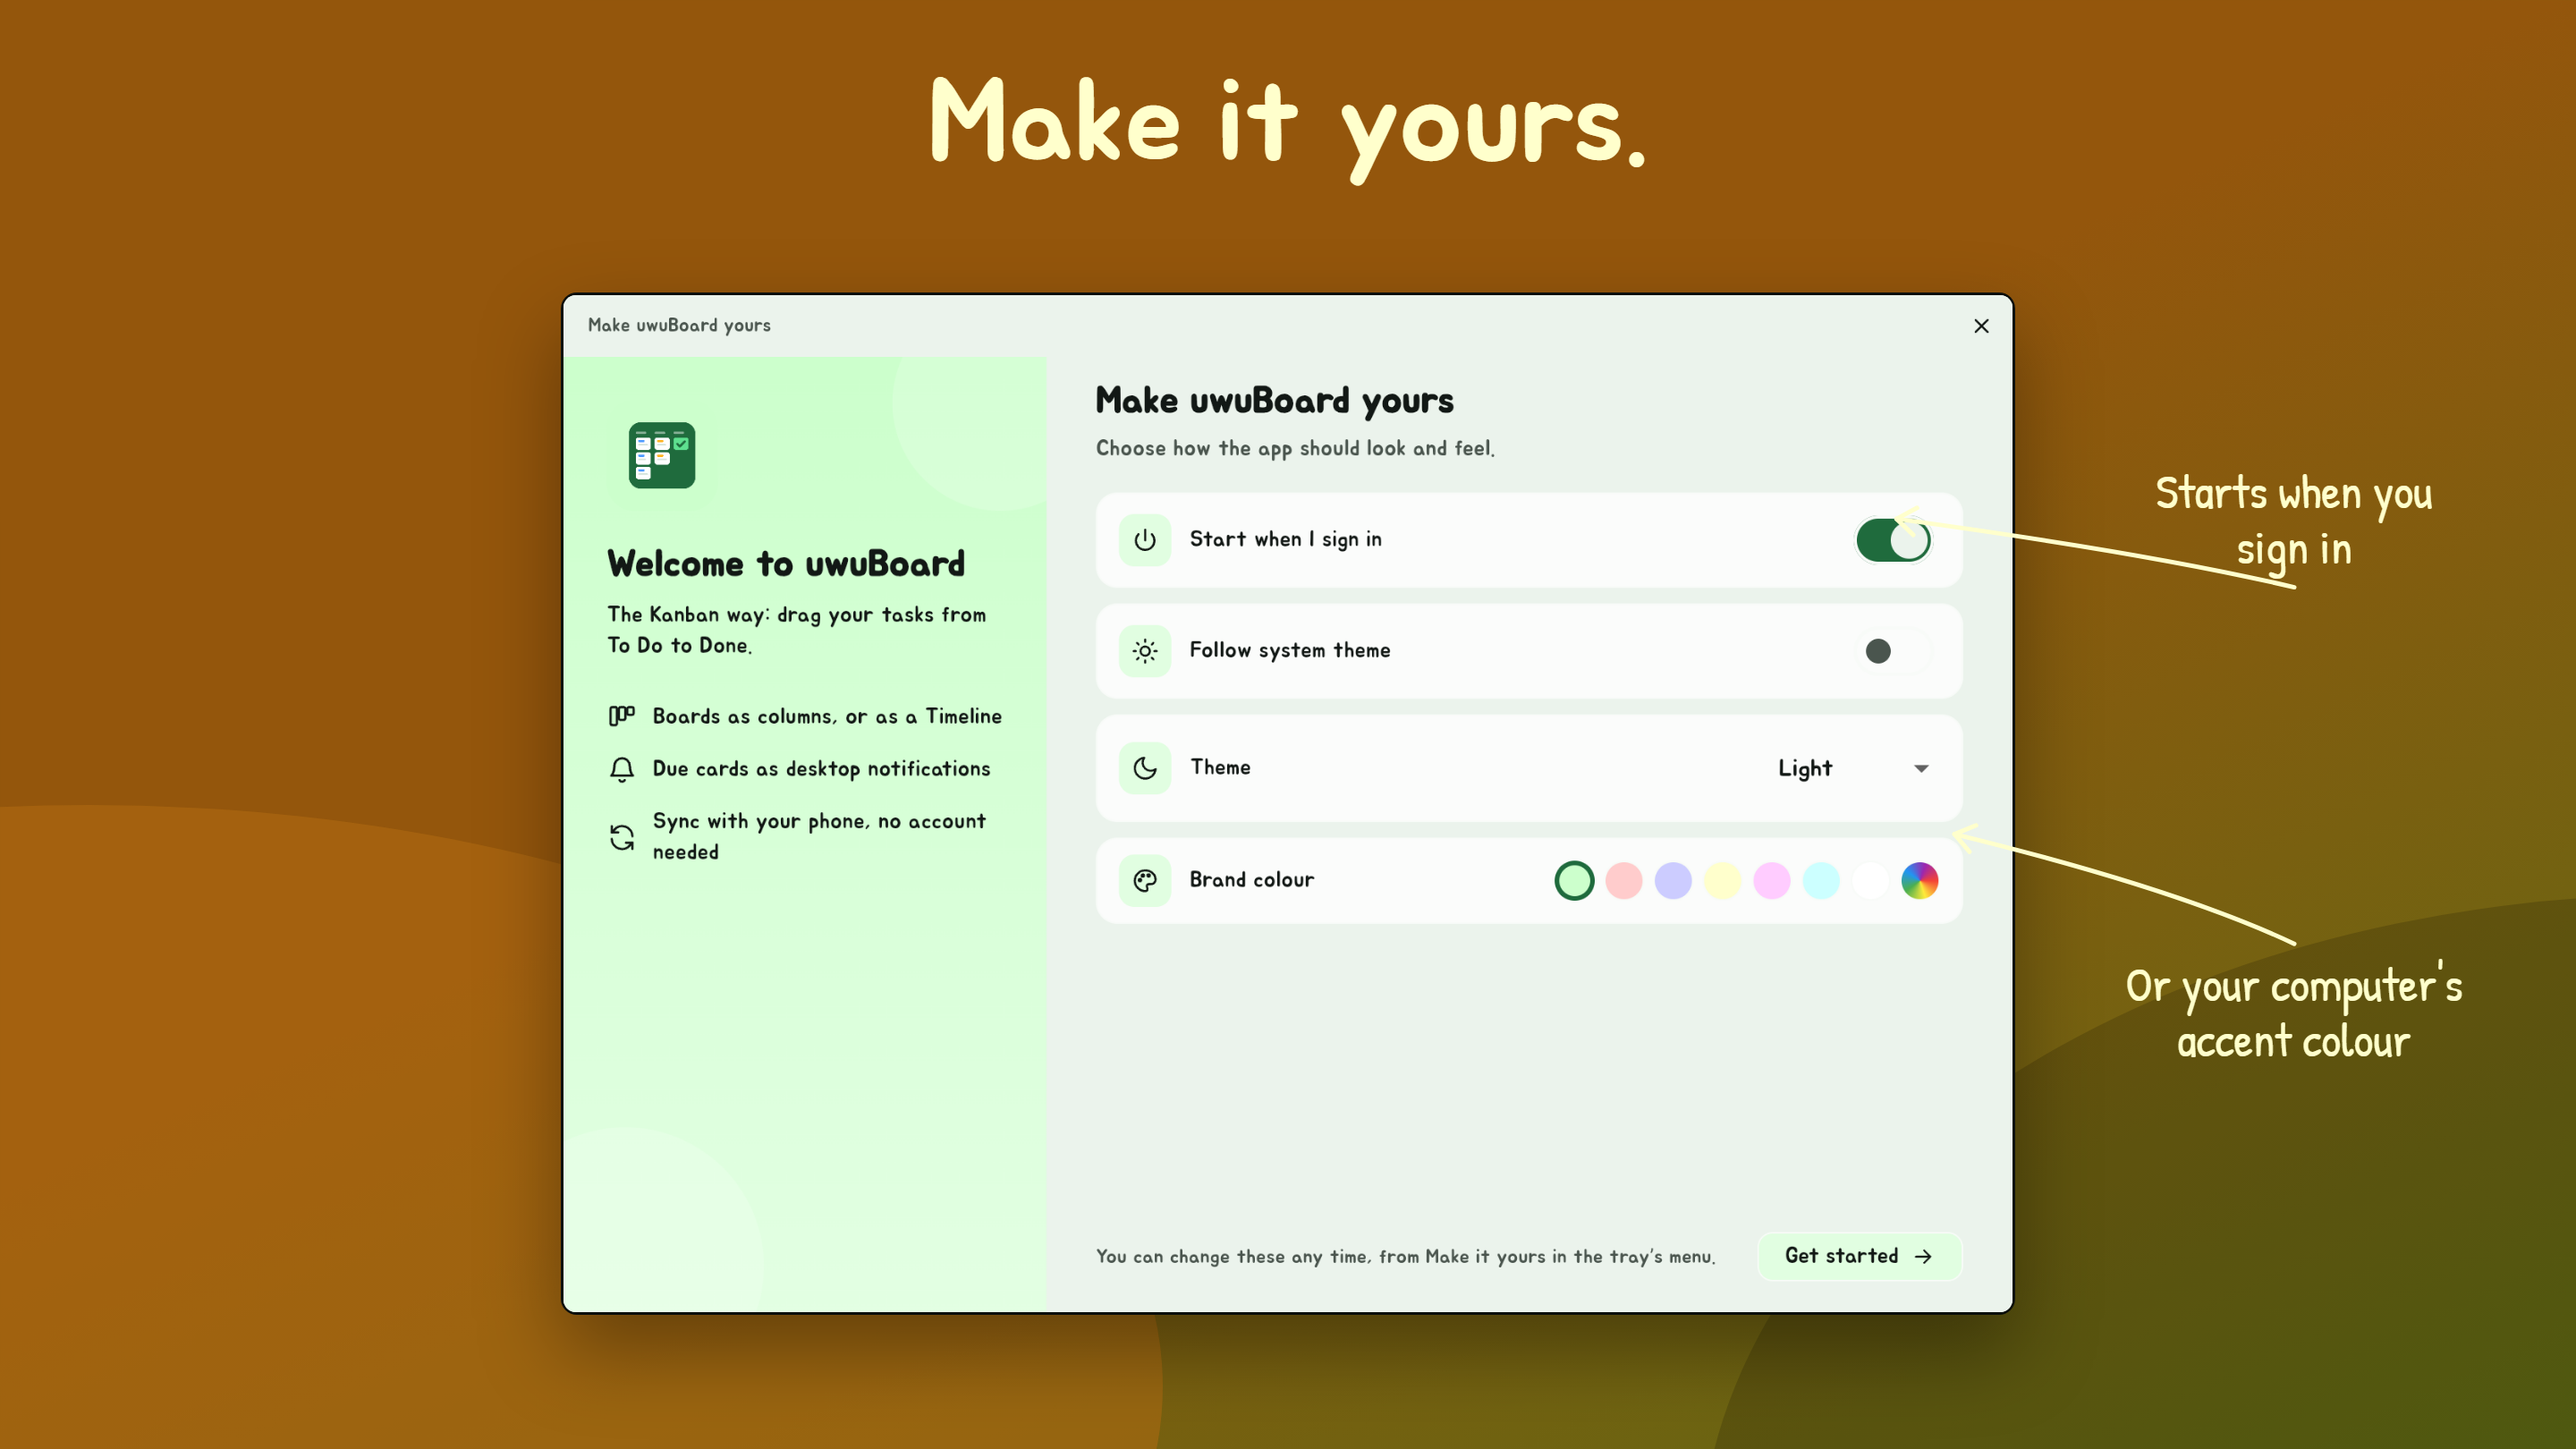 Make it yours.
Make uwuBoard yours
Welcome to uwuBoard
The Kanban way: drag your tasks from
To Do to Done.
Boards as columns, or as a Timeline
Due cards as desktop notifications
Sync with your phone, no account
needed
Make uwuBoard yours
Choose how the app should look and feel.
Start when I sign in
Follow system theme
Theme
Light
Brand colour
You can change these any time, from Make it yours in the tray's menu.
Get started
Starts when you
sign in
Or your computer's
accent colour